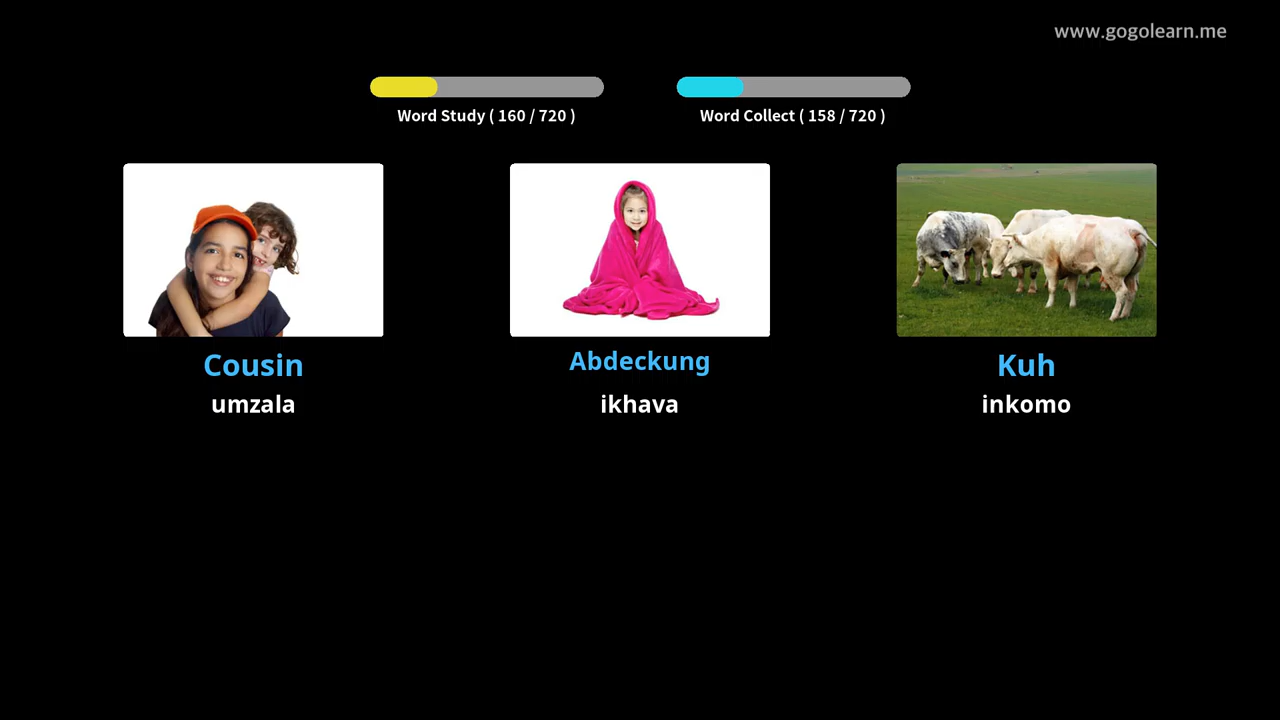 www.gogolearn.me
Word Study ( 160 / 720 )
Word Collect ( 158 / 720 )
Cousin
umzala
Abdeckung
ikhava
Kuh
inkomo